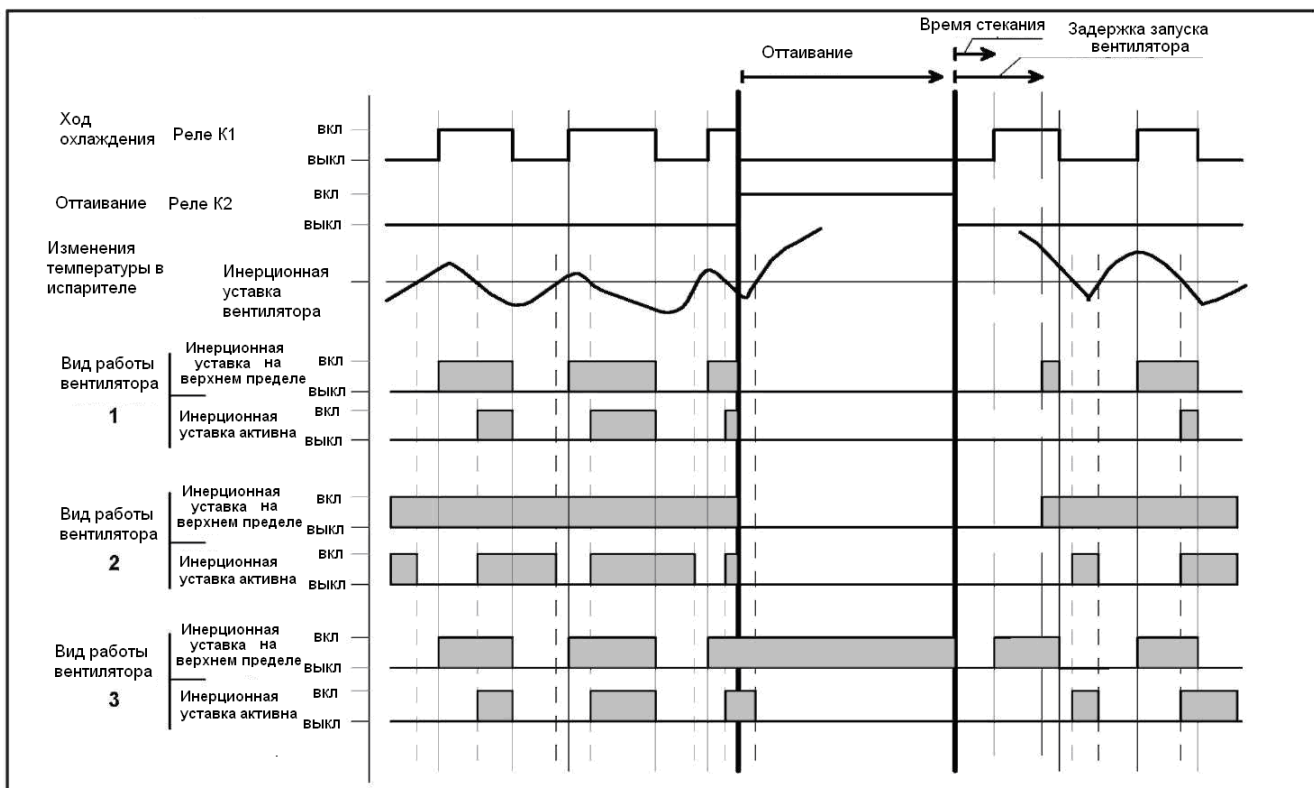 Время стекания
Задержка запуска
вентилятора
Оттаивание
Ход
охлаждения
Реле К1
вкл
выкл
Оттаивание
Реле К2
вкл
выкл
Изменения
температуры в
испарителе
Инерционная
уставка
вентилятора
Вид работы
вентилятора
1
Инерционная
уставка на
верхнем пределе
вкл
выкл
Инерционная
уставка активна
вкл
выкл
Вид работы
вентилятора
2
Инерционная
уставка на
верхнем пределе
вкл
выкл
Инерционная
уставка активна
вкл
выкл
Вид работы
вентилятора
3
Инерционная
уставка на
верхнем пределе
вкл
выкл
Инерционная
уставка активна
вкл
выкл